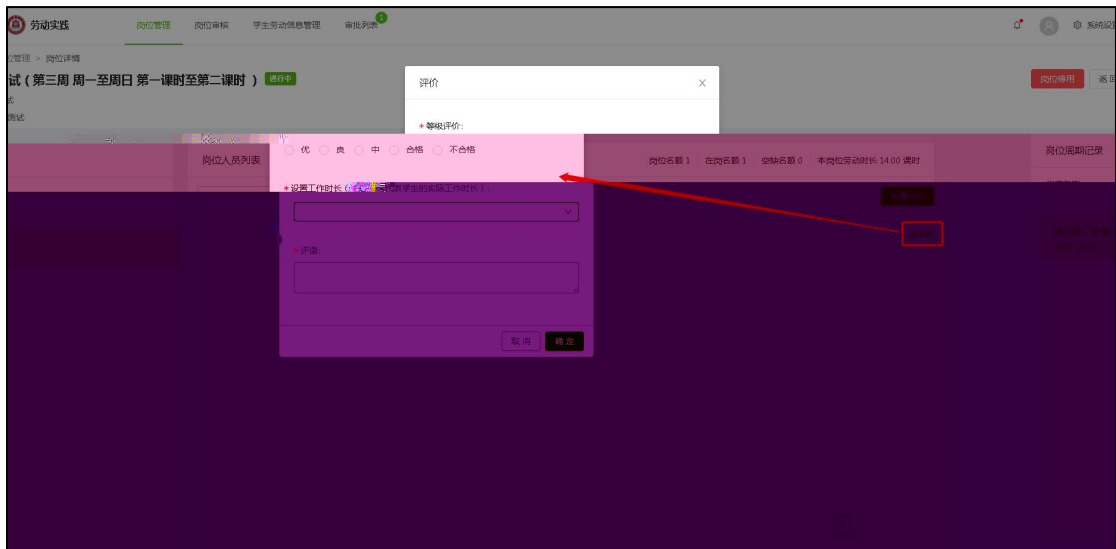 劳动实践 岗位管理 岗位审核 学生劳动信息管理 审批列表 1 系统设
位管理 > 岗位详情
试 ( 第三周 周一至周日 第一课时至第二课时 ) 进行中
岗位停用 返回
评价
测试
* 等级评价:
优 良 中 合格 不合格
岗位人员列表
岗位名额 1 在岗名额 1 空缺名额 0 本岗位劳动时长 14.00 课时
岗位周期记录
* 设置工作时长 ( 表学生的实际工作时长 ) :
* 评语:
取 消 确 定